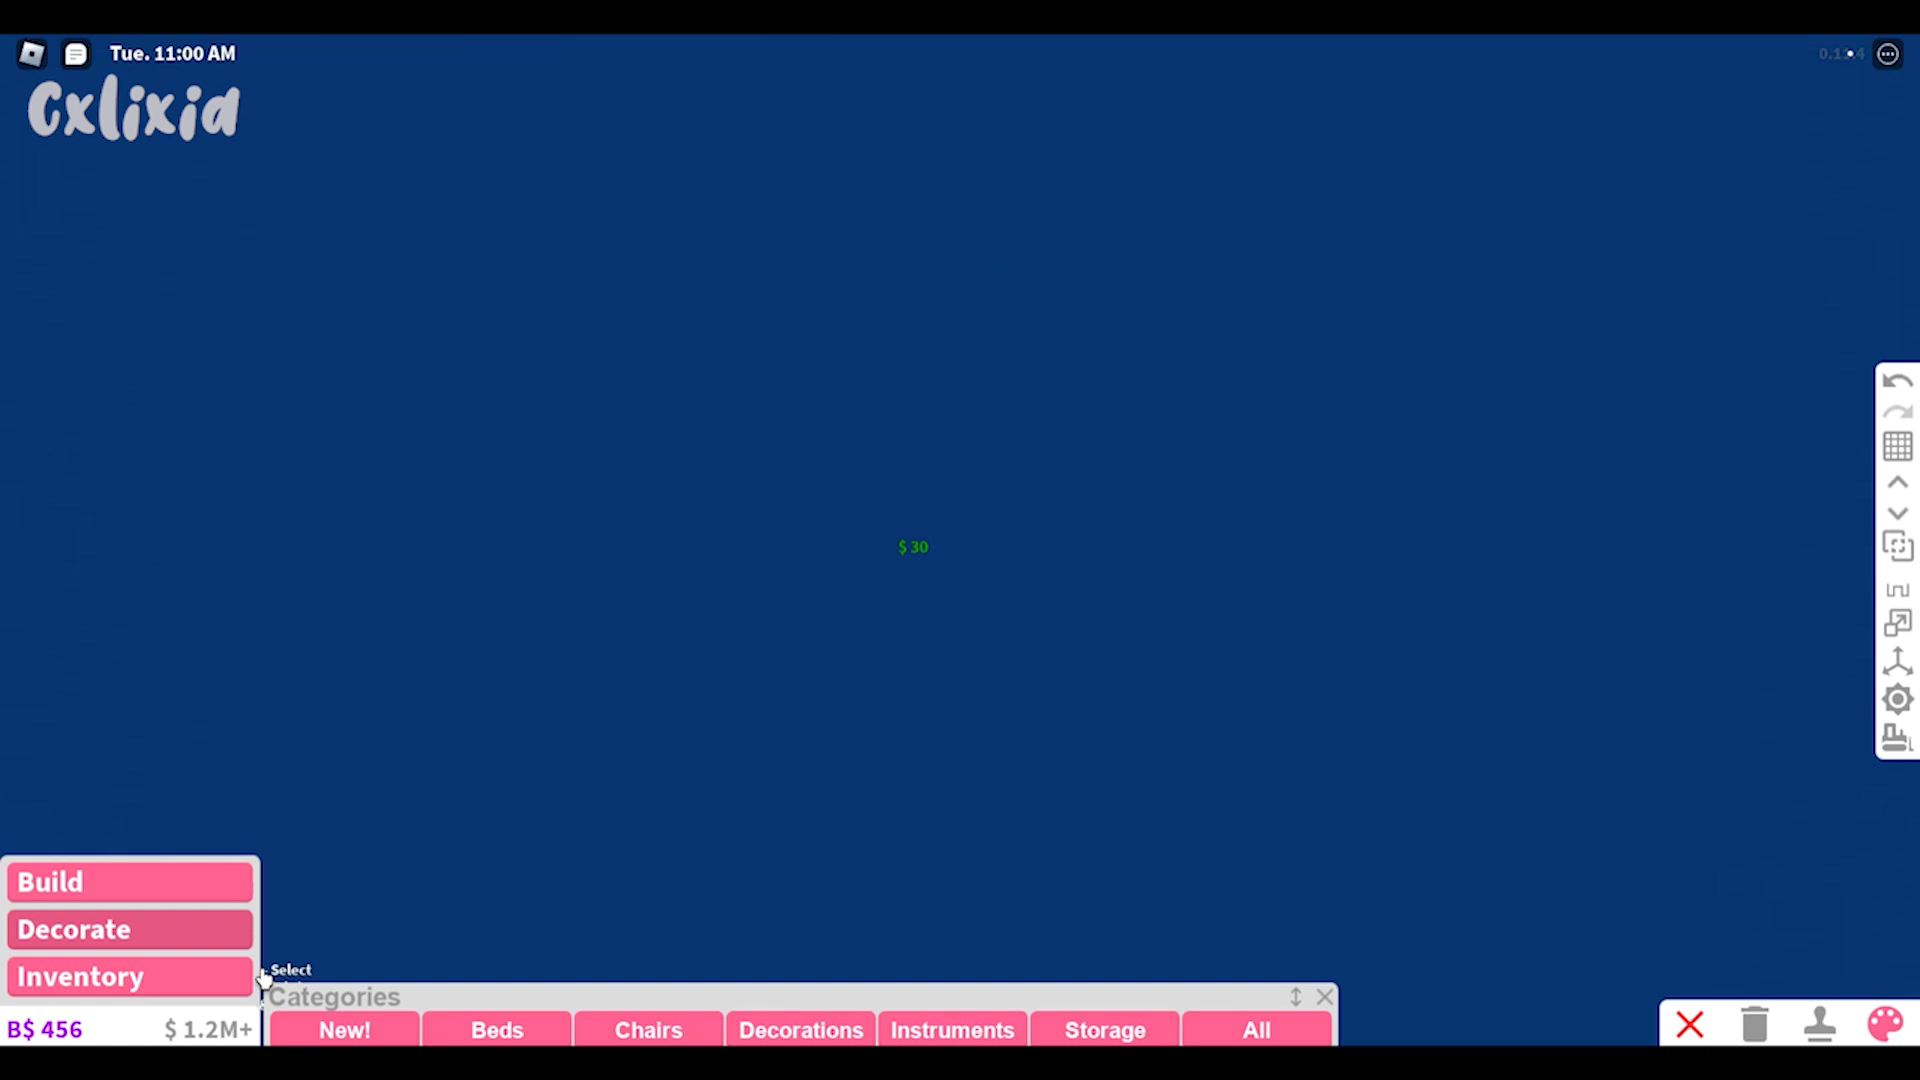 Tue. 11:00 AM
Cxlixia
$ 30
Build
Decorate
Inventory
Select
Categories
B$ 456 $ 1.2M+
New! Beds Chairs Decorations Instruments Storage All